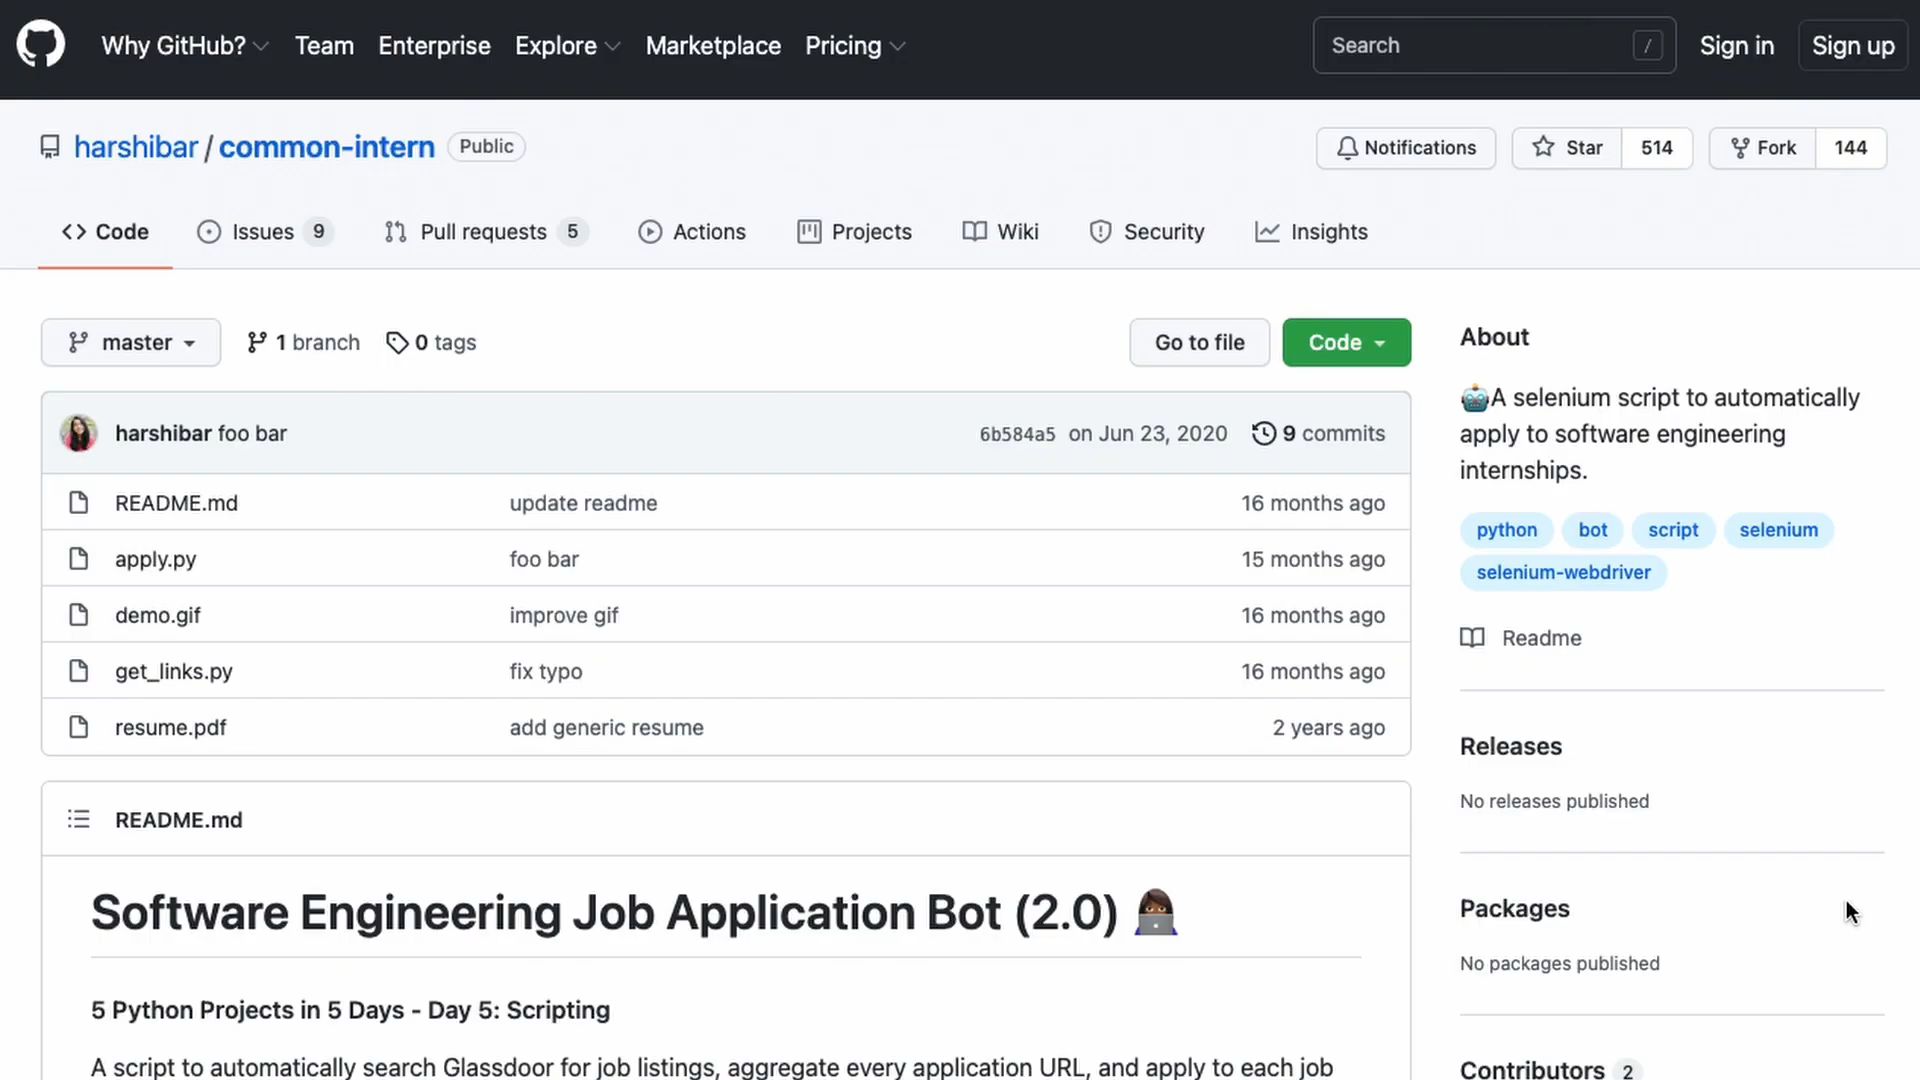 Why GitHub? Team Enterprise Explore Marketplace Pricing Search / Sign in Sign up
harshibar / common-intern Public Notifications Star 514 Fork 144
Code Issues 9 Pull requests 5 Actions Projects Wiki Security Insights
master 1 branch 0 tags Go to file Code
harshibar foo bar 6b584a5 on Jun 23, 2020 9 commits
README.md update readme 16 months ago
apply.py foo bar 15 months ago
demo.gif improve gif 16 months ago
get_links.py fix typo 16 months ago
resume.pdf add generic resume 2 years ago
README.md
Software Engineering Job Application Bot (2.0)
5 Python Projects in 5 Days - Day 5: Scripting
A script to automatically search Glassdoor for job listings, aggregate every application URL, and apply to each job
About
A selenium script to automatically
apply to software engineering
internships.
python bot script selenium
selenium-webdriver
Readme
Releases
No releases published
Packages
No packages published
Contributors 2